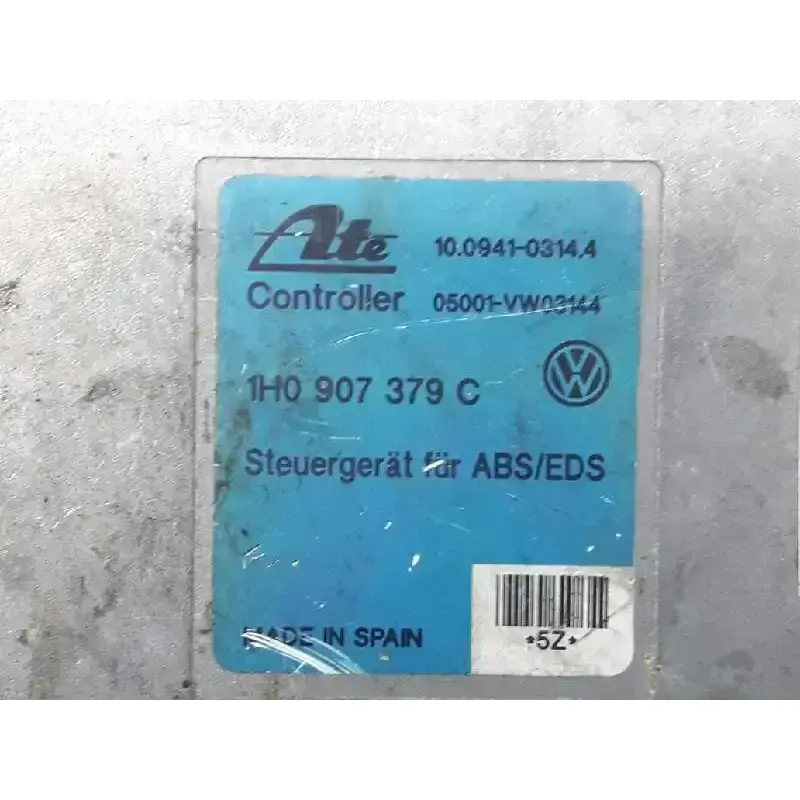 Ate 10.0941-0314.4
Controller 05001-VW03144
1H0 907 379 C
Steuergerät für ABS/EDS
MADE IN SPAIN
*5Z*